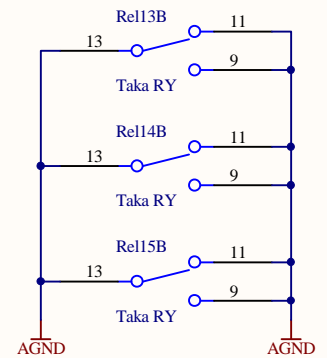 Rel13B
11
13
9
Taka RY
Rel14B
11
13
9
Taka RY
Rel15B
11
13
9
Taka RY
AGND
AGND